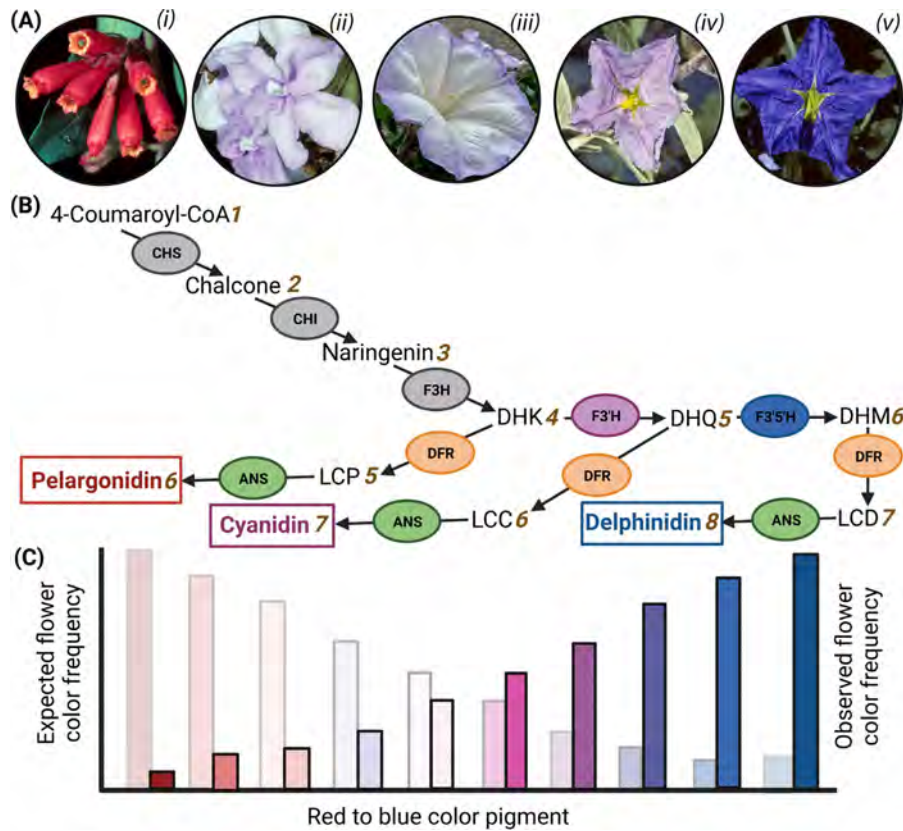 (A) (i) (ii) (iii) (iv) (v)
(B)
4-Coumaroyl-CoA 1
CHS
Chalcone 2
CHI
Naringenin 3
F3H
DHK 4 F3'H DHQ 5 F3'5'H DHM 6
DFR DFR DFR
Pelargonidin 6 ANS LCP 5
Cyanidin 7 ANS LCC 6 Delphinidin 8 ANS LCD 7
(C)
Expected flower
color frequency
Observed flower
color frequency
Red to blue color pigment